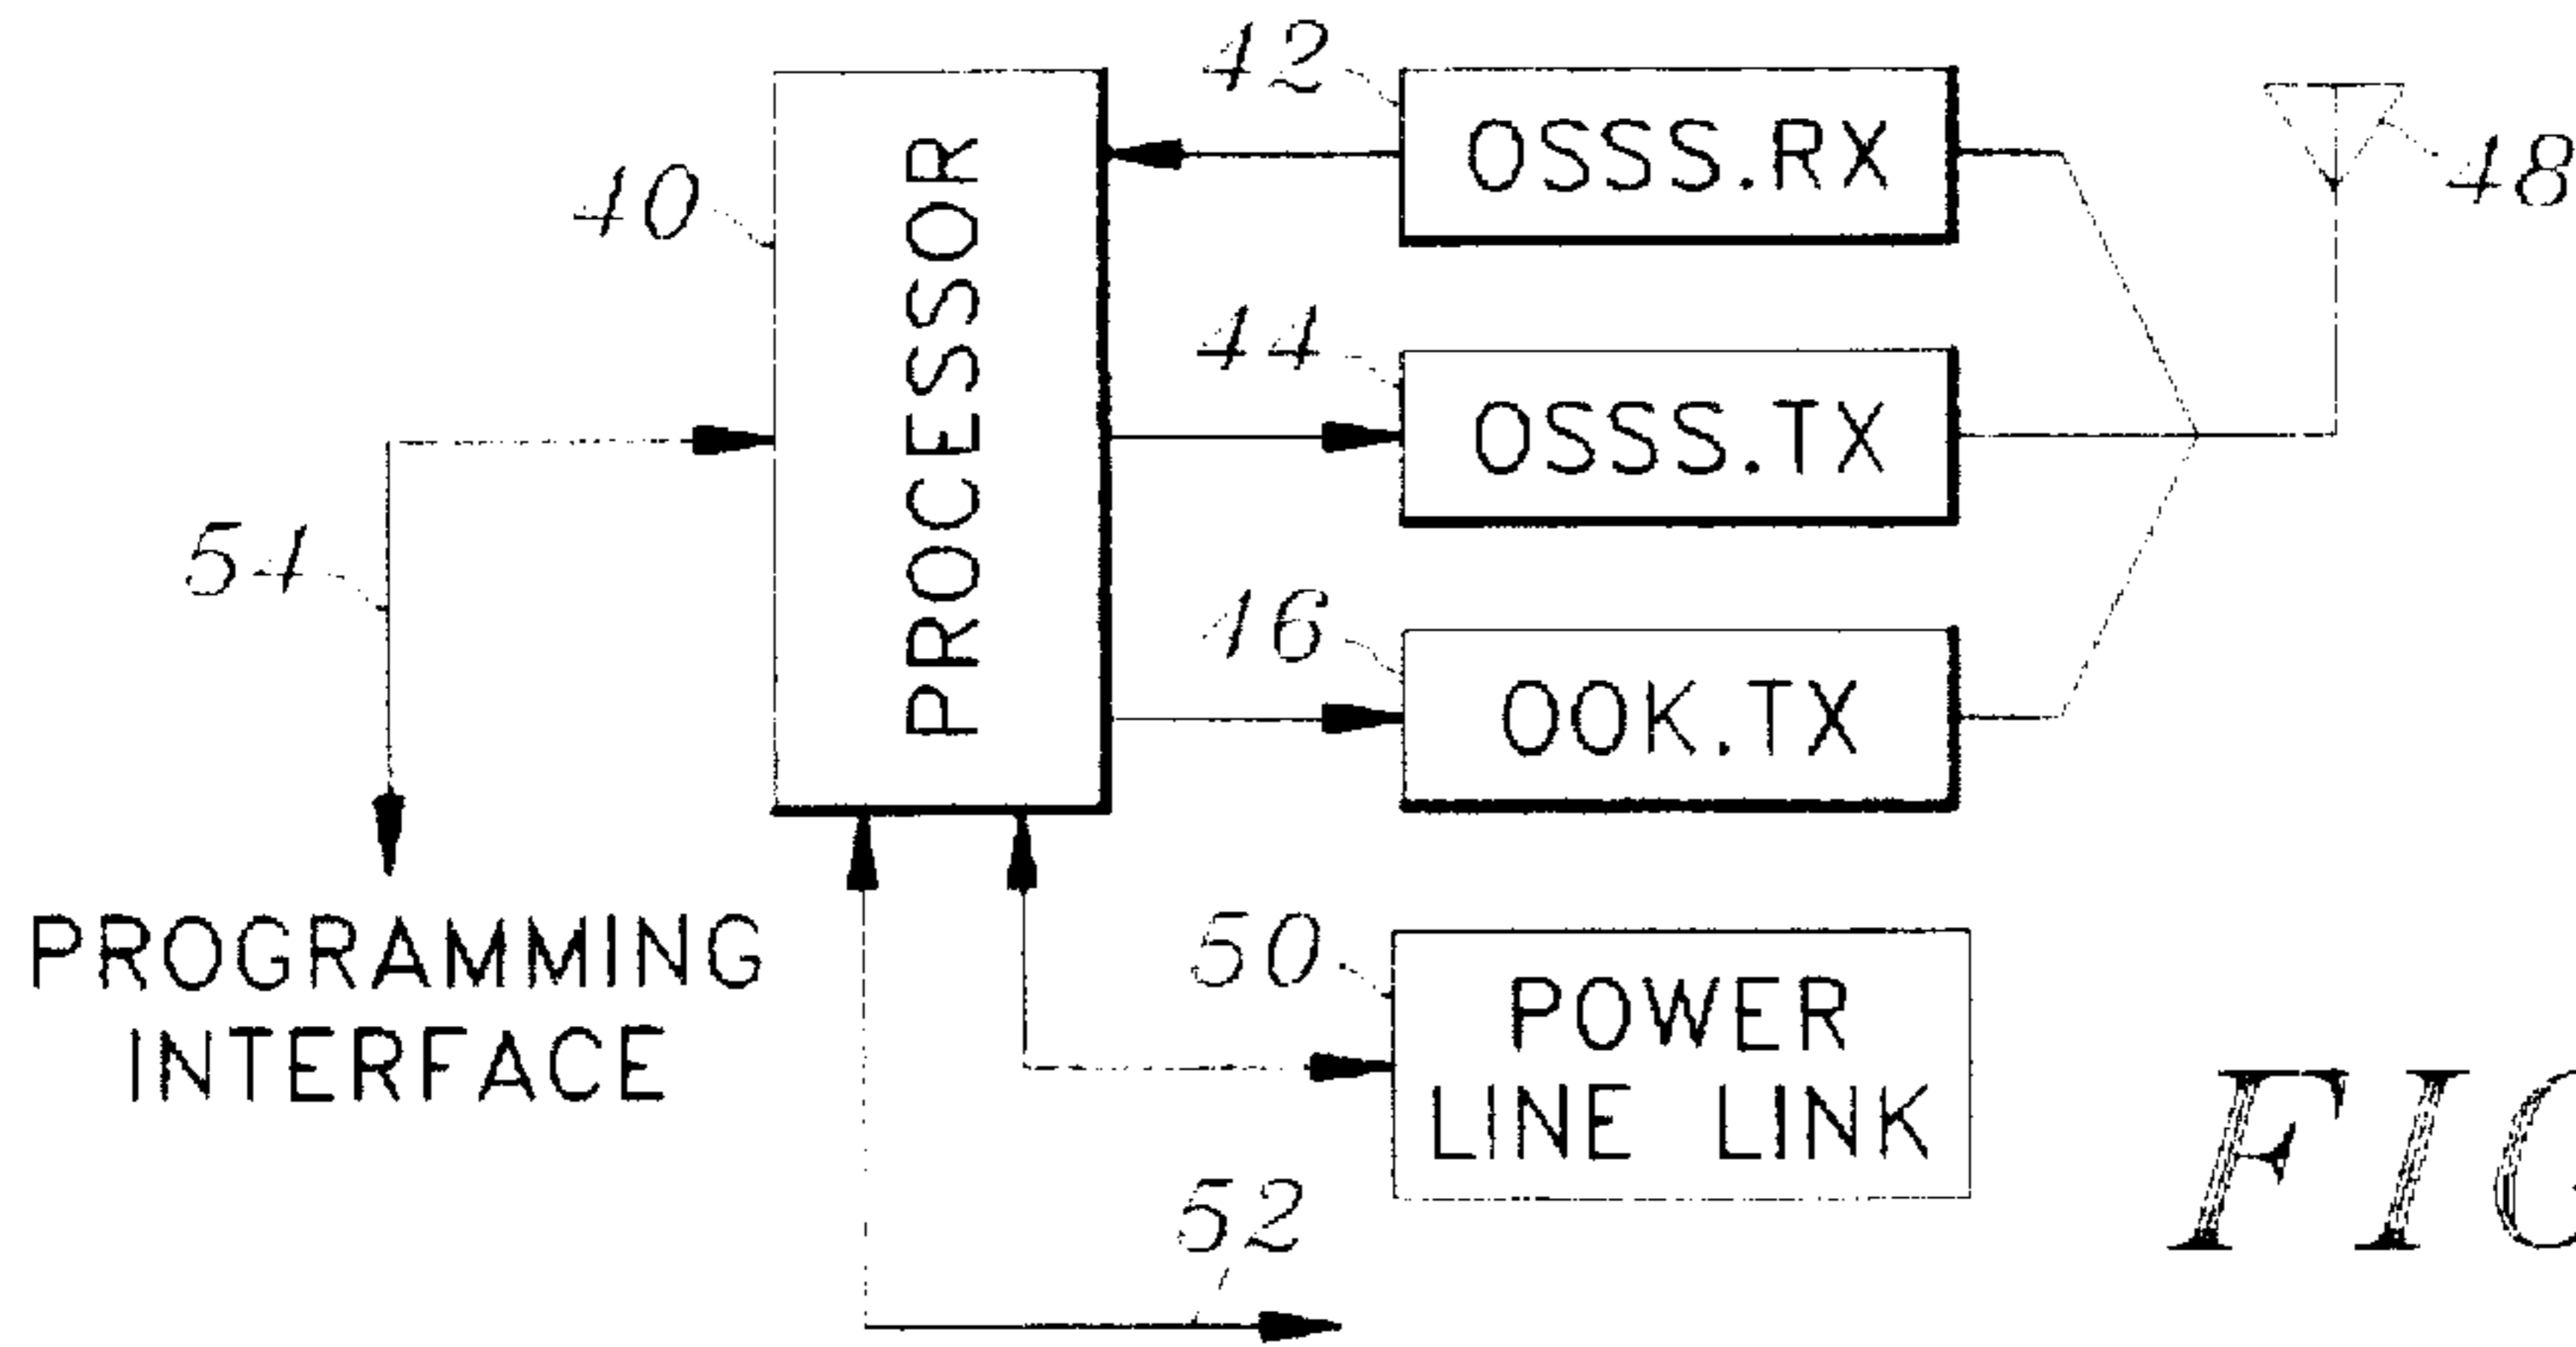 42
OSSS.RX
48
40
PROCESSOR
44
OSSS.TX
54
46
OOK.TX
PROGRAMMING
INTERFACE
50
POWER
LINE LINK
52